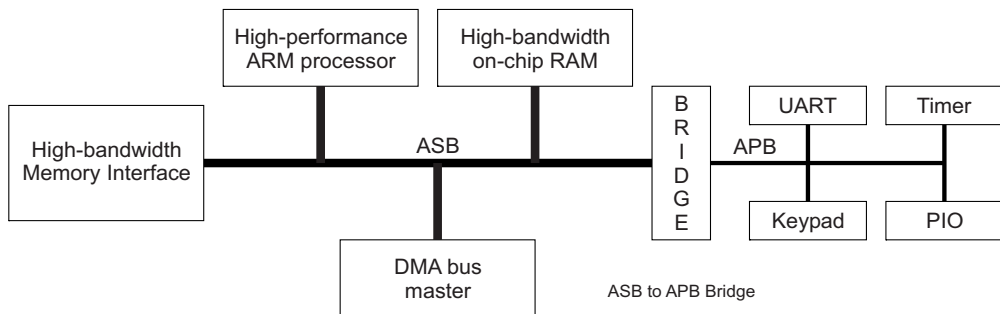 High-performance
ARM processor
High-bandwidth
on-chip RAM
High-bandwidth
Memory Interface
ASB
B
R
I
D
G
E
APB
UART
Timer
Keypad
PIO
DMA bus
master
ASB to APB Bridge